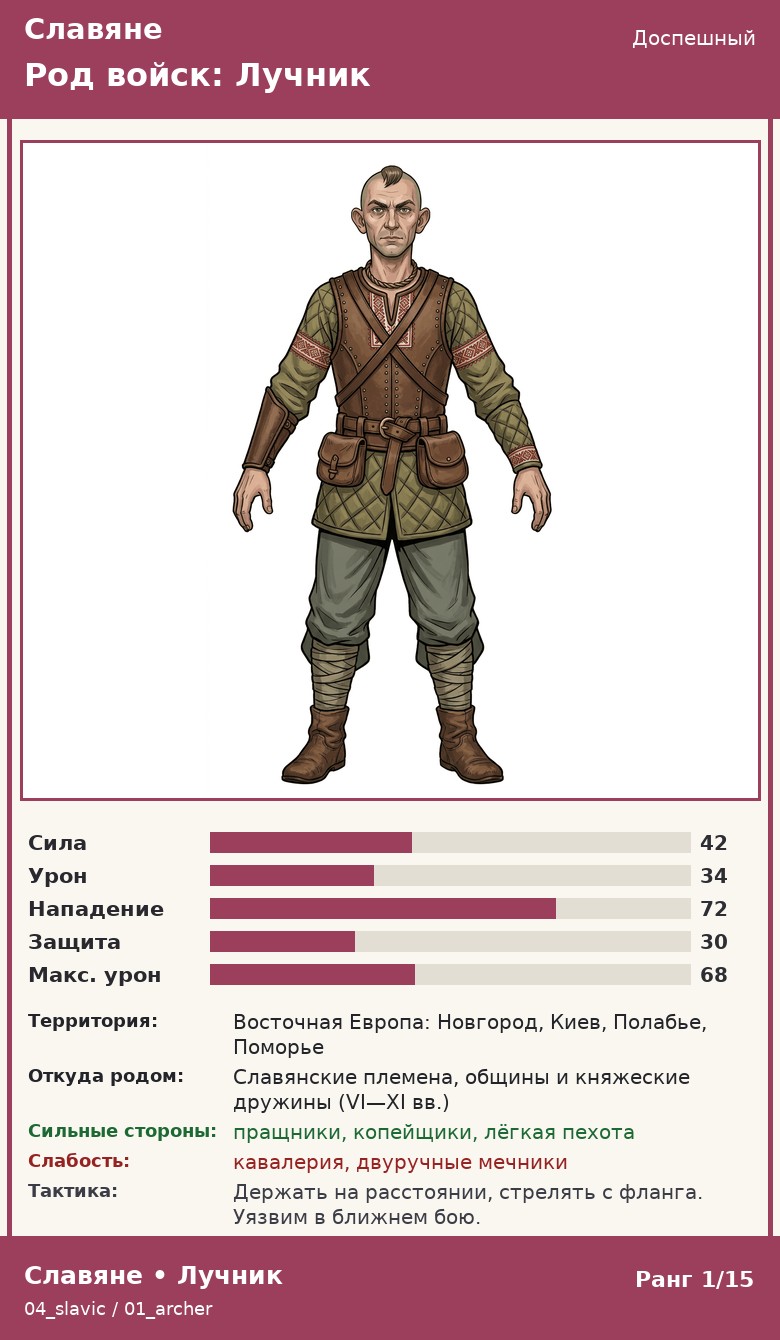 Славяне
Доспешный
Род войск: Лучник
Сила 42
Урон 34
Нападение 72
Защита 30
Макс. урон 68
Территория: Восточная Европа: Новгород, Киев, Полабье,
Поморье
Откуда родом: Славянские племена, общины и княжеские
дружины (VI—XI вв.)
Сильные стороны: пращники, копейщики, лёгкая пехота
Слабость: кавалерия, двуручные мечники
Тактика: Держать на расстоянии, стрелять с фланга.
Уязвим в ближнем бою.
Славяне • Лучник
Ранг 1/15
04_slavic / 01_archer